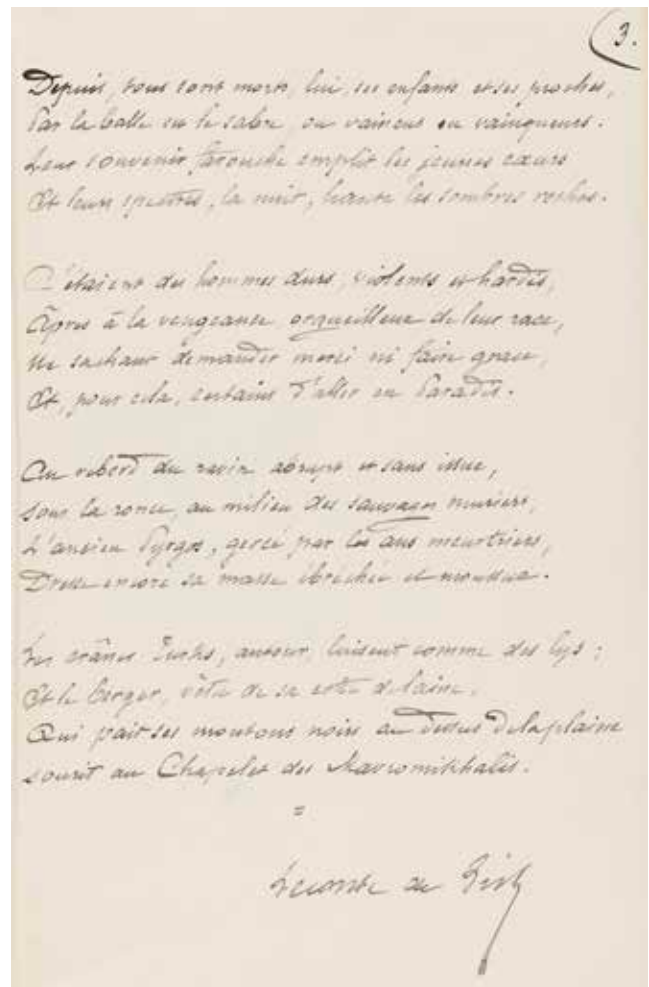 3.
Depuis, tous sont morts, lui, ses enfants et ses proches,
Par la balle et le sabre, ou vaincus ou vainqueurs.
Leur souvenir farouche emplit les jeunes cœurs
Et leurs spectres, la nuit, hante les sombres roches.
C'étaient des hommes durs, violents et hardis,
Âpres à la vengeance, orgueilleux de leur race,
Ne sachant demander merci ni faire grace,
Et, pour cela, certains d'aller en Paradis.
Au rebord du ravin abrupt et sans issue,
sous la ronce, au milieu des sauvages mûriers,
L'ancien Pyrgos, gercé par les ans meurtriers,
Dresse encore sa masse ébréchée et moussue.
Les crânes Turks, autour, luisent comme des lys ;
Et le berger, vêtu de sa cotte de laine,
Qui paît ses moutons noirs au dessus de la plaine
sourit au Chapelet des Mavromikhalis.
=
Leconte de Lisle